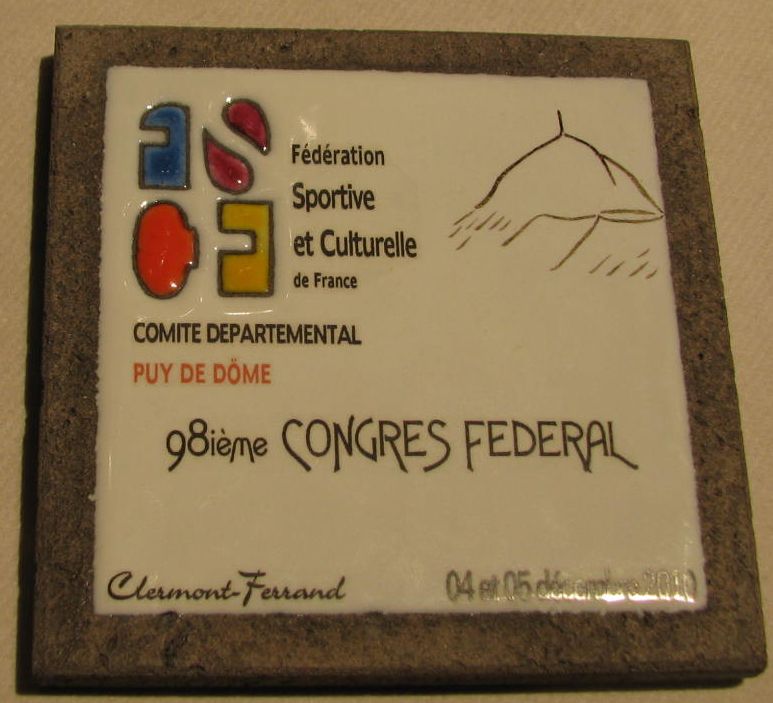 Fédération
Sportive
et Culturelle
de France
COMITE DEPARTEMENTAL
PUY DE DÖME
98ième CONGRES FEDERAL
Clermont-Ferrand
04 et 05 décembre 2010